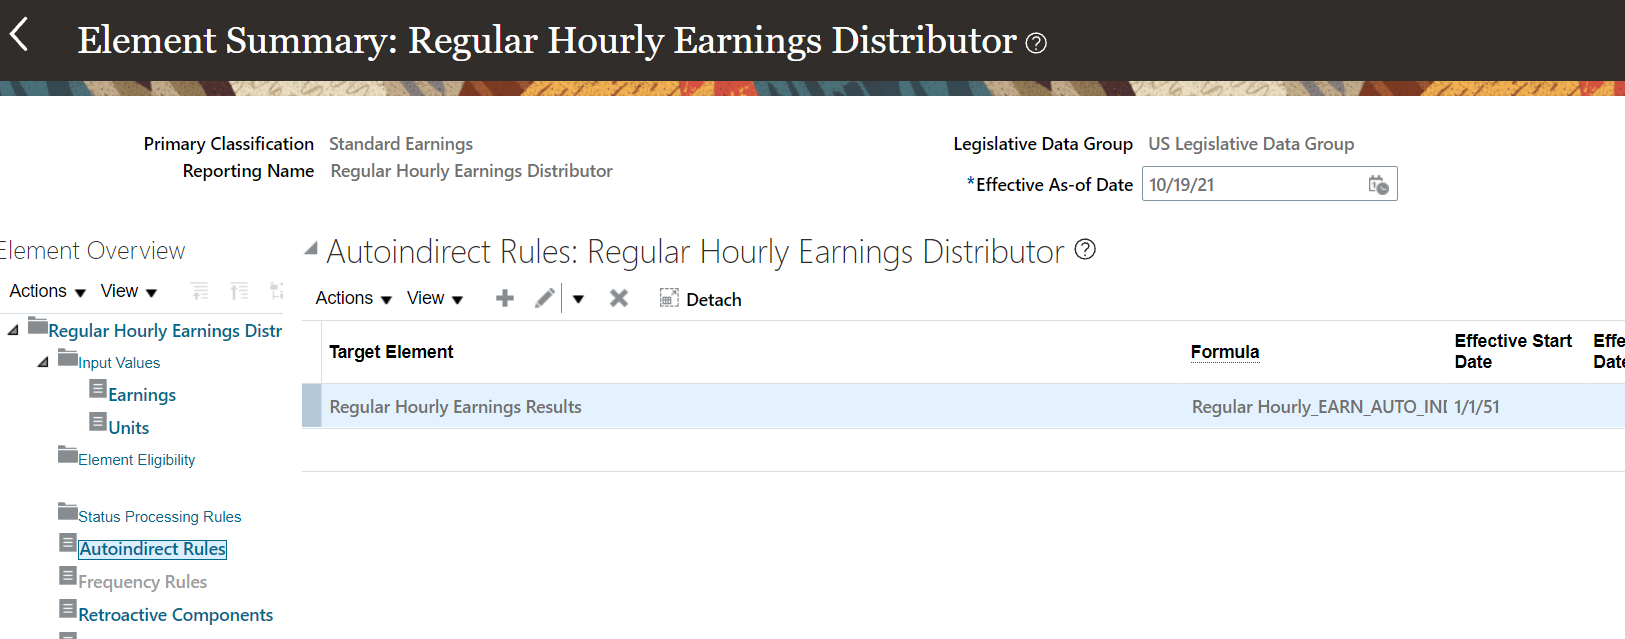 Element Summary: Regular Hourly Earnings Distributor
Primary Classification Standard Earnings
Reporting Name Regular Hourly Earnings Distributor
Legislative Data Group US Legislative Data Group
*Effective As-of Date 10/19/21
Element Overview
Actions View
Regular Hourly Earnings Distr
Input Values
Earnings
Units
Element Eligibility
Status Processing Rules
Autoindirect Rules
Frequency Rules
Retroactive Components
Autoindirect Rules: Regular Hourly Earnings Distributor
Actions View Detach
Target Element Formula Effective Start Date Effe Date
Regular Hourly Earnings Results Regular Hourly_EARN_AUTO_INI 1/1/51